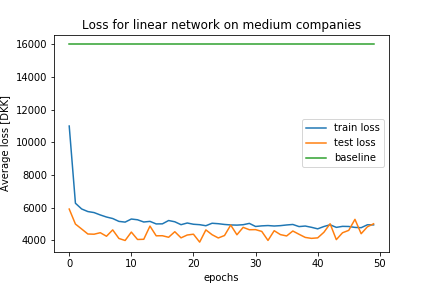 Loss for linear network on medium companies
16000
14000
12000
10000
8000
6000
4000
Average loss [DKK]
train loss
test loss
baseline
0 10 20 30 40 50
epochs